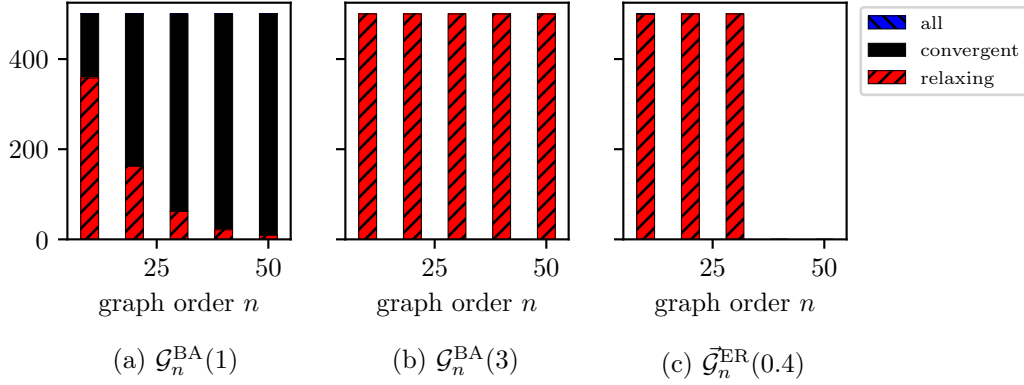 400
200
0
25
50
graph order n
(a) 𝒢ₙᴮᴬ(1)
25
50
graph order n
(b) 𝒢ₙᴮᴬ(3)
25
50
graph order n
(c) 𝒢⃗ₙᴱᴿ(0.4)
all
convergent
relaxing